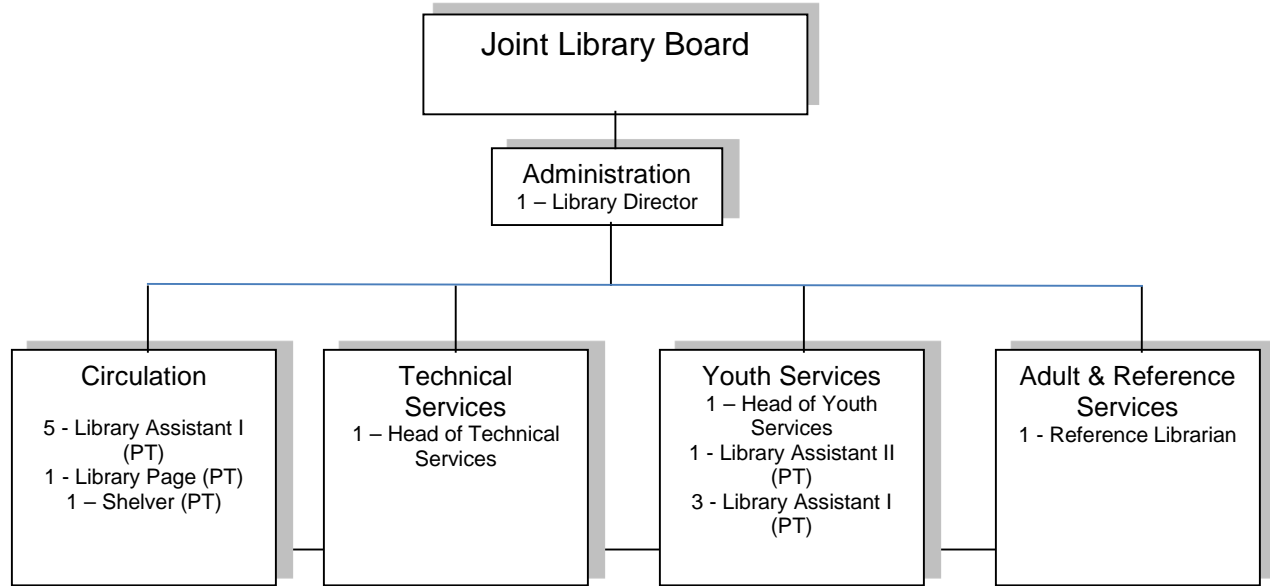 Joint Library Board
Administration
1 – Library Director
Circulation
5 - Library Assistant I
(PT)
1 - Library Page (PT)
1 – Shelver (PT)
Technical
Services
1 – Head of Technical
Services
Youth Services
1 – Head of Youth
Services
1 - Library Assistant II
(PT)
3 - Library Assistant I
(PT)
Adult & Reference
Services
1 - Reference Librarian